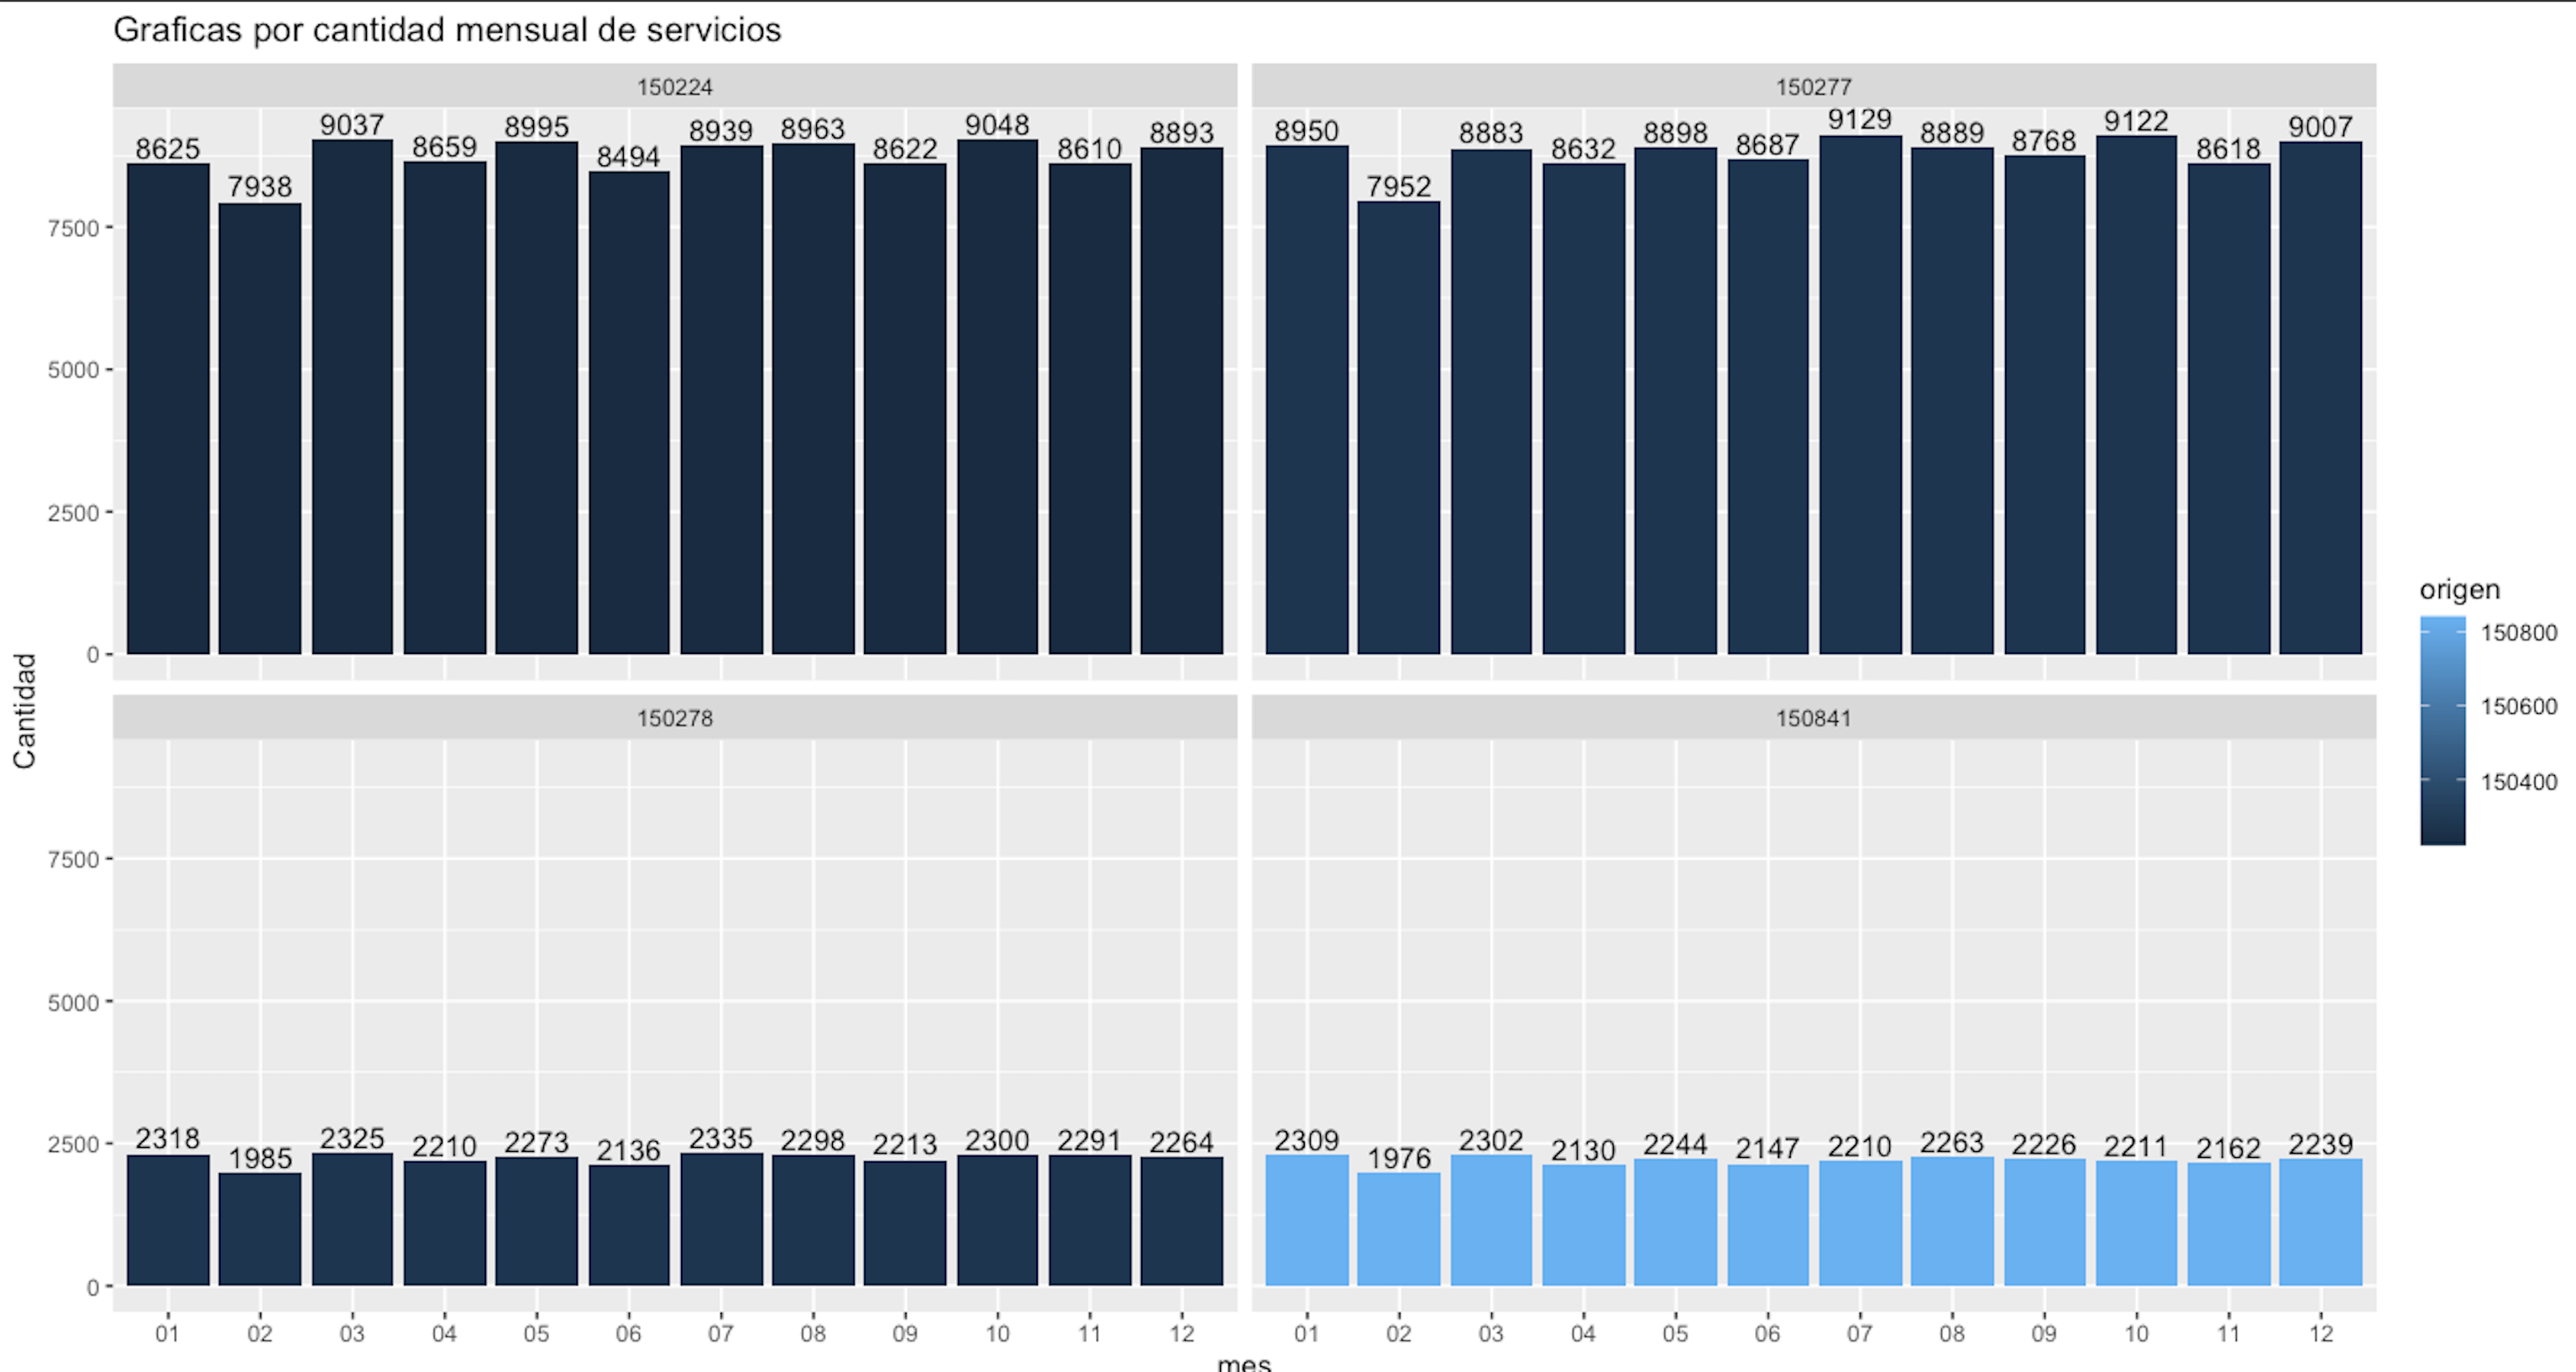 Graficas por cantidad mensual de servicios
150224
150277
8625 7938 9037 8659 8995 8494 8939 8963 8622 9048 8610 8893
8950 7952 8883 8632 8898 8687 9129 8889 8768 9122 8618 9007
7500
5000
2500
0
Cantidad
150278
150841
7500
5000
2500
0
2318 1985 2325 2210 2273 2136 2335 2298 2213 2300 2291 2264
2309 1976 2302 2130 2244 2147 2210 2263 2226 2211 2162 2239
01 02 03 04 05 06 07 08 09 10 11 12
01 02 03 04 05 06 07 08 09 10 11 12
mes
origen
150800
150600
150400